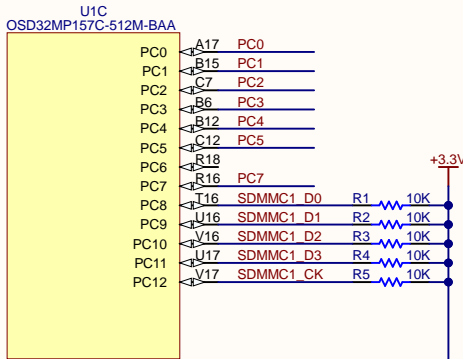 U1C
OSD32MP157C-512M-BAA
PC0 A17 PC0
PC1 B15 PC1
PC2 C7 PC2
PC3 B6 PC3
PC4 B12 PC4
PC5 C12 PC5
PC6 R18
PC7 R16 PC7
+3.3V
PC8 T16 SDMMC1_D0 R1 10K
PC9 U16 SDMMC1_D1 R2 10K
PC10 V16 SDMMC1_D2 R3 10K
PC11 U17 SDMMC1_D3 R4 10K
PC12 V17 SDMMC1_CK R5 10K